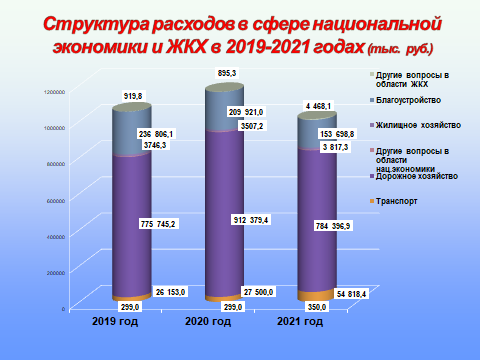 Структура расходов в сфере национальной
экономики и ЖКХ в 2019-2021 годах (тыс. руб.)
919,8
895,3
4 468,1
236 806,1
3746,3
209 921,0
3507,2
153 698,8
3 817,3
775 745,2
912 379,4
784 396,9
26 153,0
27 500,0
54 818,4
299,0
299,0
350,0
1200000
1000000
800000
600000
400000
200000
0
2019 год
2020 год
2021 год
Другие вопросы в
области ЖКХ
Благоустройство
Жилищное хозяйство
Другие вопросы в
области
нац.экономики
Дорожное хозяйство
Транспорт